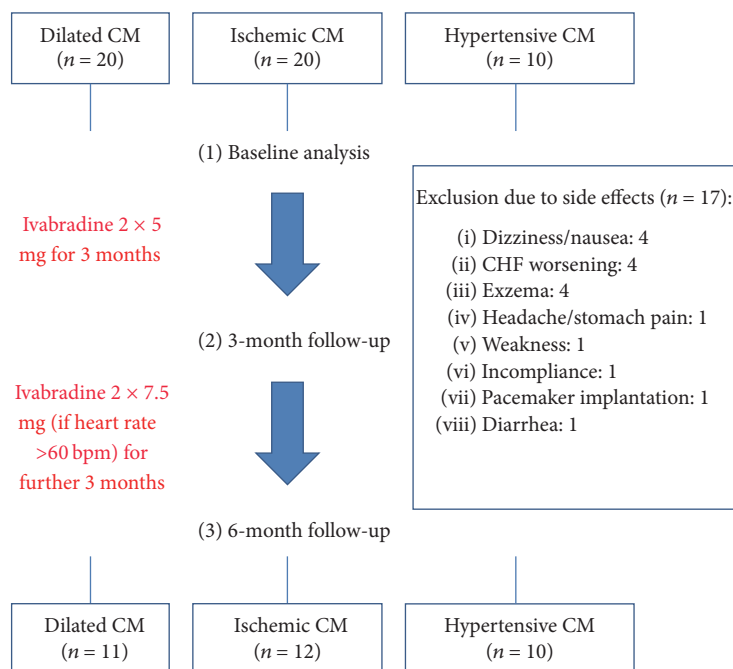 Dilated CM
(n = 20)
Ischemic CM
(n = 20)
Hypertensive CM
(n = 10)
(1) Baseline analysis
Ivabradine 2 × 5
mg for 3 months
(2) 3-month follow-up
Ivabradine 2 × 7.5
mg (if heart rate
>60 bpm) for
further 3 months
(3) 6-month follow-up
Exclusion due to side effects (n = 17):
(i) Dizziness/nausea: 4
(ii) CHF worsening: 4
(iii) Exzema: 4
(iv) Headache/stomach pain: 1
(v) Weakness: 1
(vi) Incompliance: 1
(vii) Pacemaker implantation: 1
(viii) Diarrhea: 1
Dilated CM
(n = 11)
Ischemic CM
(n = 12)
Hypertensive CM
(n = 10)